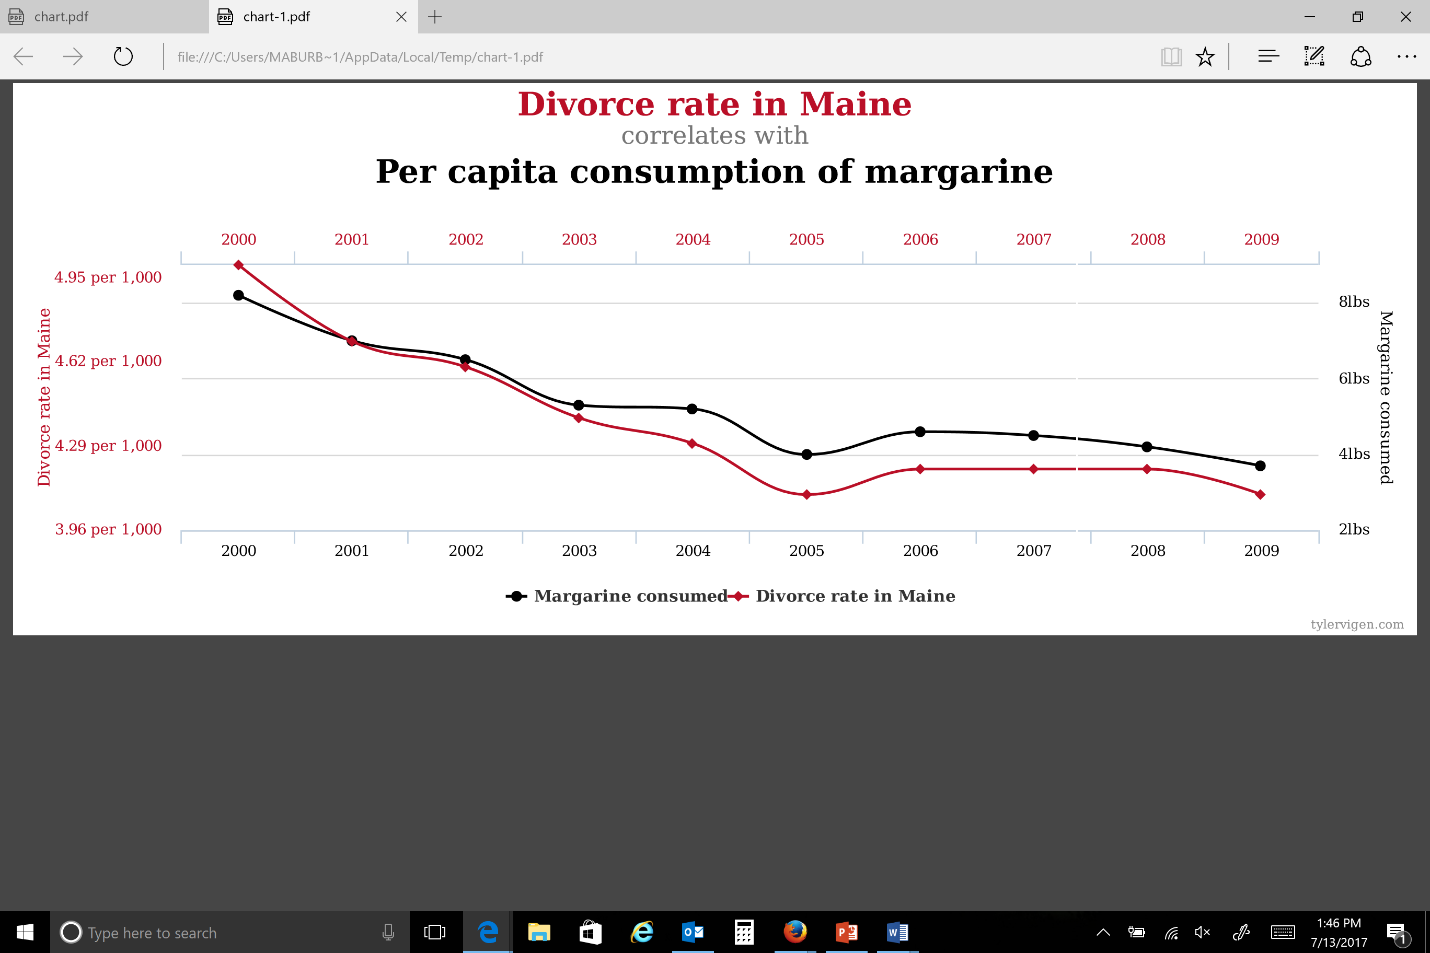 chart.pdf
chart-1.pdf
file:///C:/Users/MABURB~1/AppData/Local/Temp/chart-1.pdf
Divorce rate in Maine
correlates with
Per capita consumption of margarine
2000 2001 2002 2003 2004 2005 2006 2007 2008 2009
4.95 per 1,000
4.62 per 1,000
4.29 per 1,000
3.96 per 1,000
Divorce rate in Maine
8lbs
6lbs
4lbs
2lbs
Margarine consumed
2000 2001 2002 2003 2004 2005 2006 2007 2008 2009
Margarine consumed Divorce rate in Maine
tylervigen.com
Type here to search
1:46 PM
7/13/2017
1